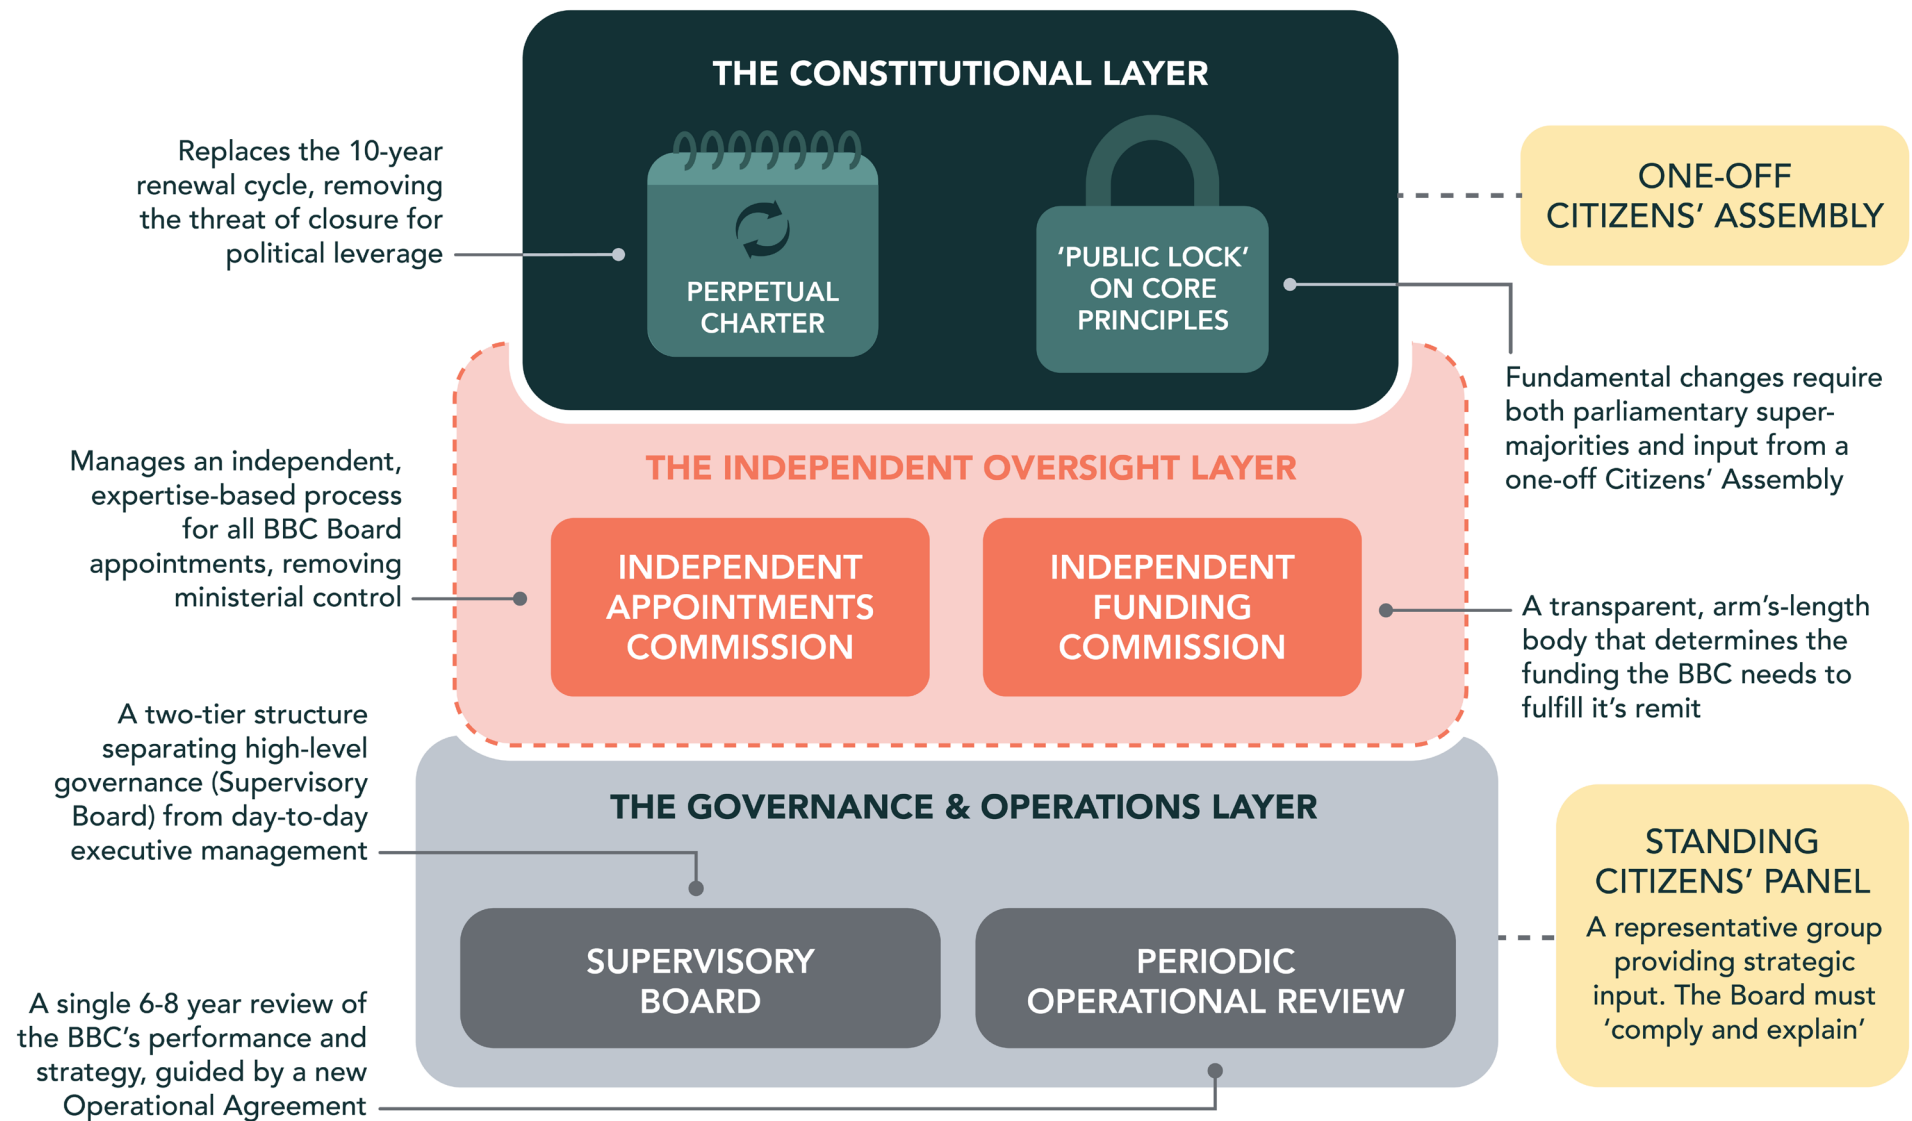 THE CONSTITUTIONAL LAYER
Replaces the 10-year
renewal cycle, removing
the threat of closure for
political leverage
PERPETUAL
CHARTER
‘PUBLIC LOCK’
ON CORE
PRINCIPLES
ONE-OFF
CITIZENS’ ASSEMBLY
Fundamental changes require
both parliamentary super-
majorities and input from a
one-off Citizens’ Assembly
THE INDEPENDENT OVERSIGHT LAYER
Manages an independent,
expertise-based process
for all BBC Board
appointments, removing
ministerial control
INDEPENDENT
APPOINTMENTS
COMMISSION
INDEPENDENT
FUNDING
COMMISSION
A transparent, arm’s-length
body that determines the
funding the BBC needs to
fulfill it’s remit
THE GOVERNANCE & OPERATIONS LAYER
A two-tier structure
separating high-level
governance (Supervisory
Board) from day-to-day
executive management
SUPERVISORY
BOARD
PERIODIC
OPERATIONAL REVIEW
STANDING
CITIZENS’ PANEL
A representative group
providing strategic
input. The Board must
‘comply and explain’
A single 6-8 year review of
the BBC’s performance and
strategy, guided by a new
Operational Agreement